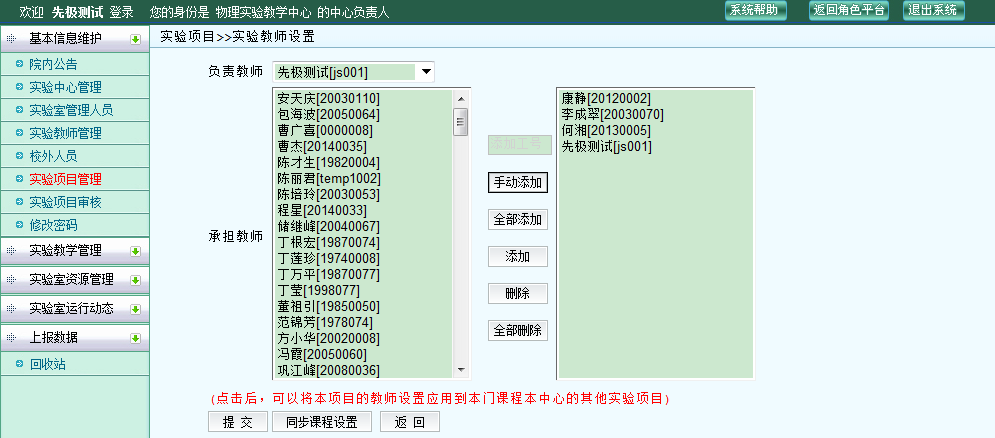 欢迎 先极测试 登录 您的身份是 物理实验教学中心 的中心负责人 系统帮助 返回角色平台 退出系统
基本信息维护
院内公告
实验中心管理
实验室管理人员
实验教师管理
校外人员
实验项目管理
实验项目审核
修改密码
实验教学管理
实验室资源管理
实验室运行动态
上报数据
回收站
实验项目>>实验教师设置
负责教师 先极测试[js001]
承担教师
安天庆[20030110]
包海波[20050064]
曹广喜[0000008]
曹杰[20140035]
陈才生[19820004]
陈丽君[temp1002]
陈培玲[20030053]
程星[20140033]
储继峰[20040067]
丁根宏[19870074]
丁莲珍[19740008]
丁万平[19870077]
丁莹[1998077]
董祖引[19850050]
范锦芳[1978074]
方小华[20020008]
冯霞[20050060]
巩江峰[20080036]
添加工号
手动添加
全部添加
添加
删除
全部删除
康静[20120002]
李成翠[20030070]
何湘[20130005]
先极测试[js001]
(点击后，可以将本项目的教师设置应用到本门课程本中心的其他实验项目)
提 交 同步课程设置 返 回